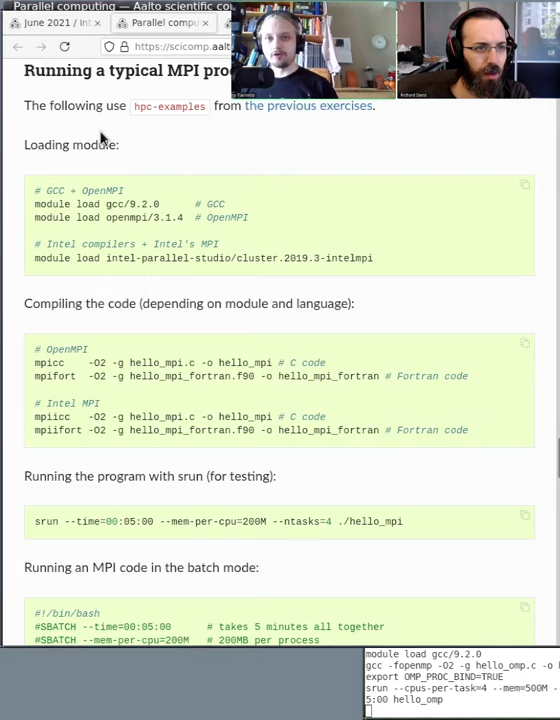 Parallel computing — Aalto scientific co
June 2021 / Int
Parallel compu
https://scicomp.aalt
Running a typical MPI pro
The following use hpc-examples from the previous exercises.
Loading module:
# GCC + OpenMPI
module load gcc/9.2.0 # GCC
module load openmpi/3.1.4 # OpenMPI
# Intel compilers + Intel's MPI
module load intel-parallel-studio/cluster.2019.3-intelmpi
Compiling the code (depending on module and language):
# OpenMPI
mpicc -O2 -g hello_mpi.c -o hello_mpi # C code
mpifort -O2 -g hello_mpi_fortran.f90 -o hello_mpi_fortran # Fortran code
# Intel MPI
mpiicc -O2 -g hello_mpi.c -o hello_mpi # C code
mpiifort -O2 -g hello_mpi_fortran.f90 -o hello_mpi_fortran # Fortran code
Running the program with srun (for testing):
srun --time=00:05:00 --mem-per-cpu=200M --ntasks=4 ./hello_mpi
Running an MPI code in the batch mode:
#!/bin/bash
#SBATCH --time=00:05:00 # takes 5 minutes all together
#SBATCH --mem-per-cpu=200M # 200MB per process
module load gcc/9.2.0
gcc -fopenmp -O2 -g hello_omp.c -o h
export OMP_PROC_BIND=TRUE
srun --cpus-per-task=4 --mem=500M --
5:00 hello_omp
Richard Darst